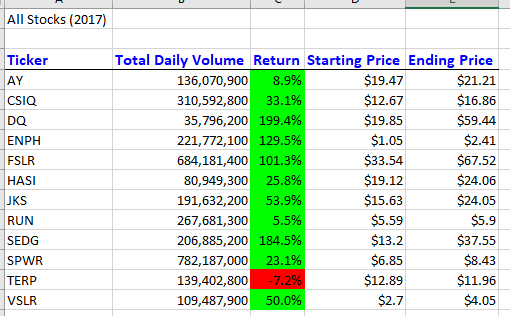 All Stocks (2017)
Ticker Total Daily Volume Return Starting Price Ending Price
AY 136,070,900 8.9% $19.47 $21.21
CSIQ 310,592,800 33.1% $12.67 $16.86
DQ 35,796,200 199.4% $19.85 $59.44
ENPH 221,772,100 129.5% $1.05 $2.41
FSLR 684,181,400 101.3% $33.54 $67.52
HASI 80,949,300 25.8% $19.12 $24.06
JKS 191,632,200 53.9% $15.63 $24.05
RUN 267,681,300 5.5% $5.59 $5.9
SEDG 206,885,200 184.5% $13.2 $37.55
SPWR 782,187,000 23.1% $6.85 $8.43
TERP 139,402,800 -7.2% $12.89 $11.96
VSLR 109,487,900 50.0% $2.7 $4.05